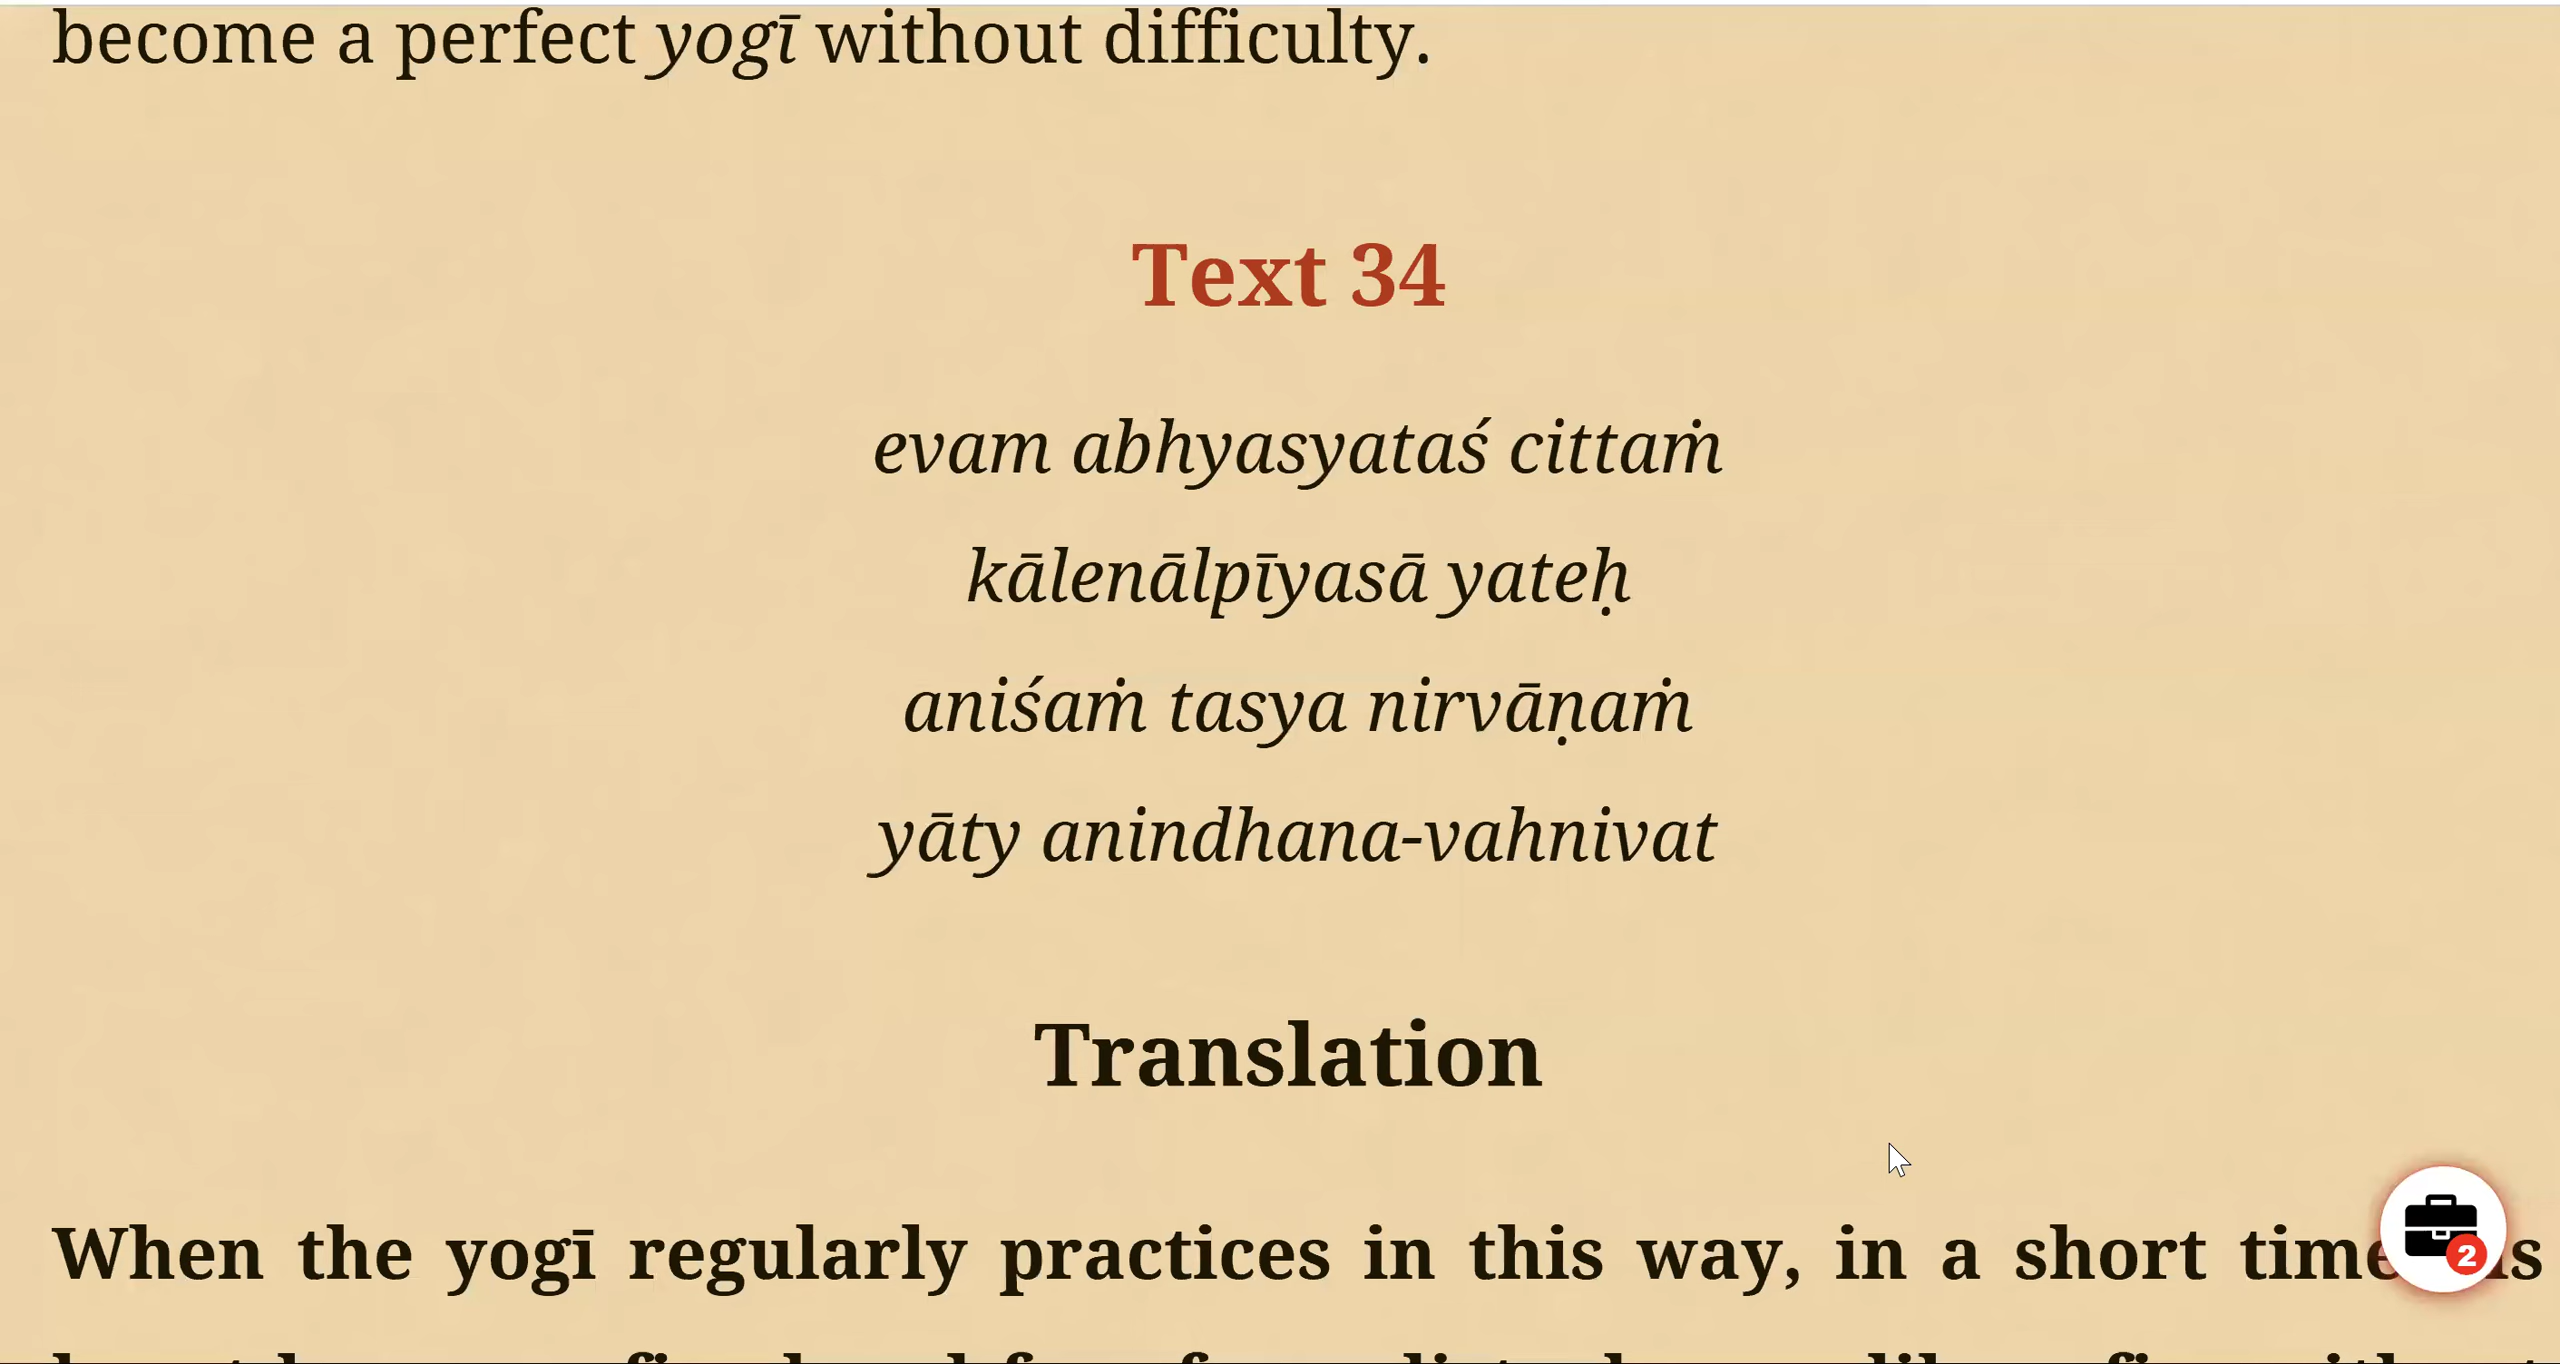 become a perfect yogī without difficulty.
Text 34
evam abhyasyataś cittaṁ
kālenālpīyasā yateḥ
aniśaṁ tasya nirvāṇaṁ
yāty anindhana-vahnivat
Translation
When the yogī regularly practices in this way, in a short time
2